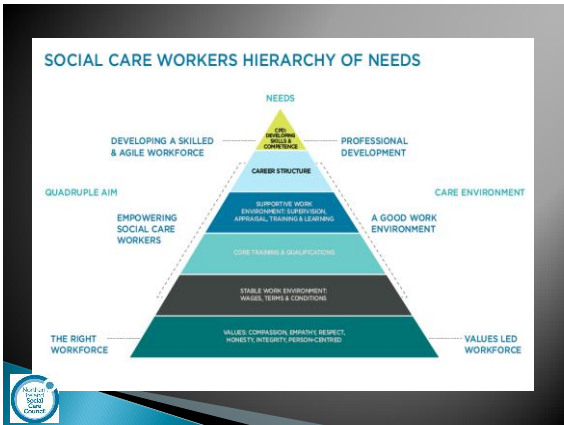 SOCIAL CARE WORKERS HIERARCHY OF NEEDS
NEEDS
CPD:
DEVELOPING
SKILLS &
COMPETENCE
DEVELOPING A SKILLED
& AGILE WORKFORCE
PROFESSIONAL
DEVELOPMENT
CAREER STRUCTURE
QUADRUPLE AIM
CARE ENVIRONMENT
SUPPORTIVE WORK
ENVIRONMENT: SUPERVISION,
APPRAISAL, TRAINING & LEARNING
EMPOWERING
SOCIAL CARE
WORKERS
A GOOD WORK
ENVIRONMENT
CORE TRAINING & QUALIFICATIONS
STABLE WORK ENVIRONMENT:
WAGES, TERMS & CONDITIONS
THE RIGHT
WORKFORCE
VALUES: COMPASSION, EMPATHY, RESPECT,
HONESTY, INTEGRITY, PERSON-CENTRED
VALUES LED
WORKFORCE
Northern
Ireland
Social
Care
Council